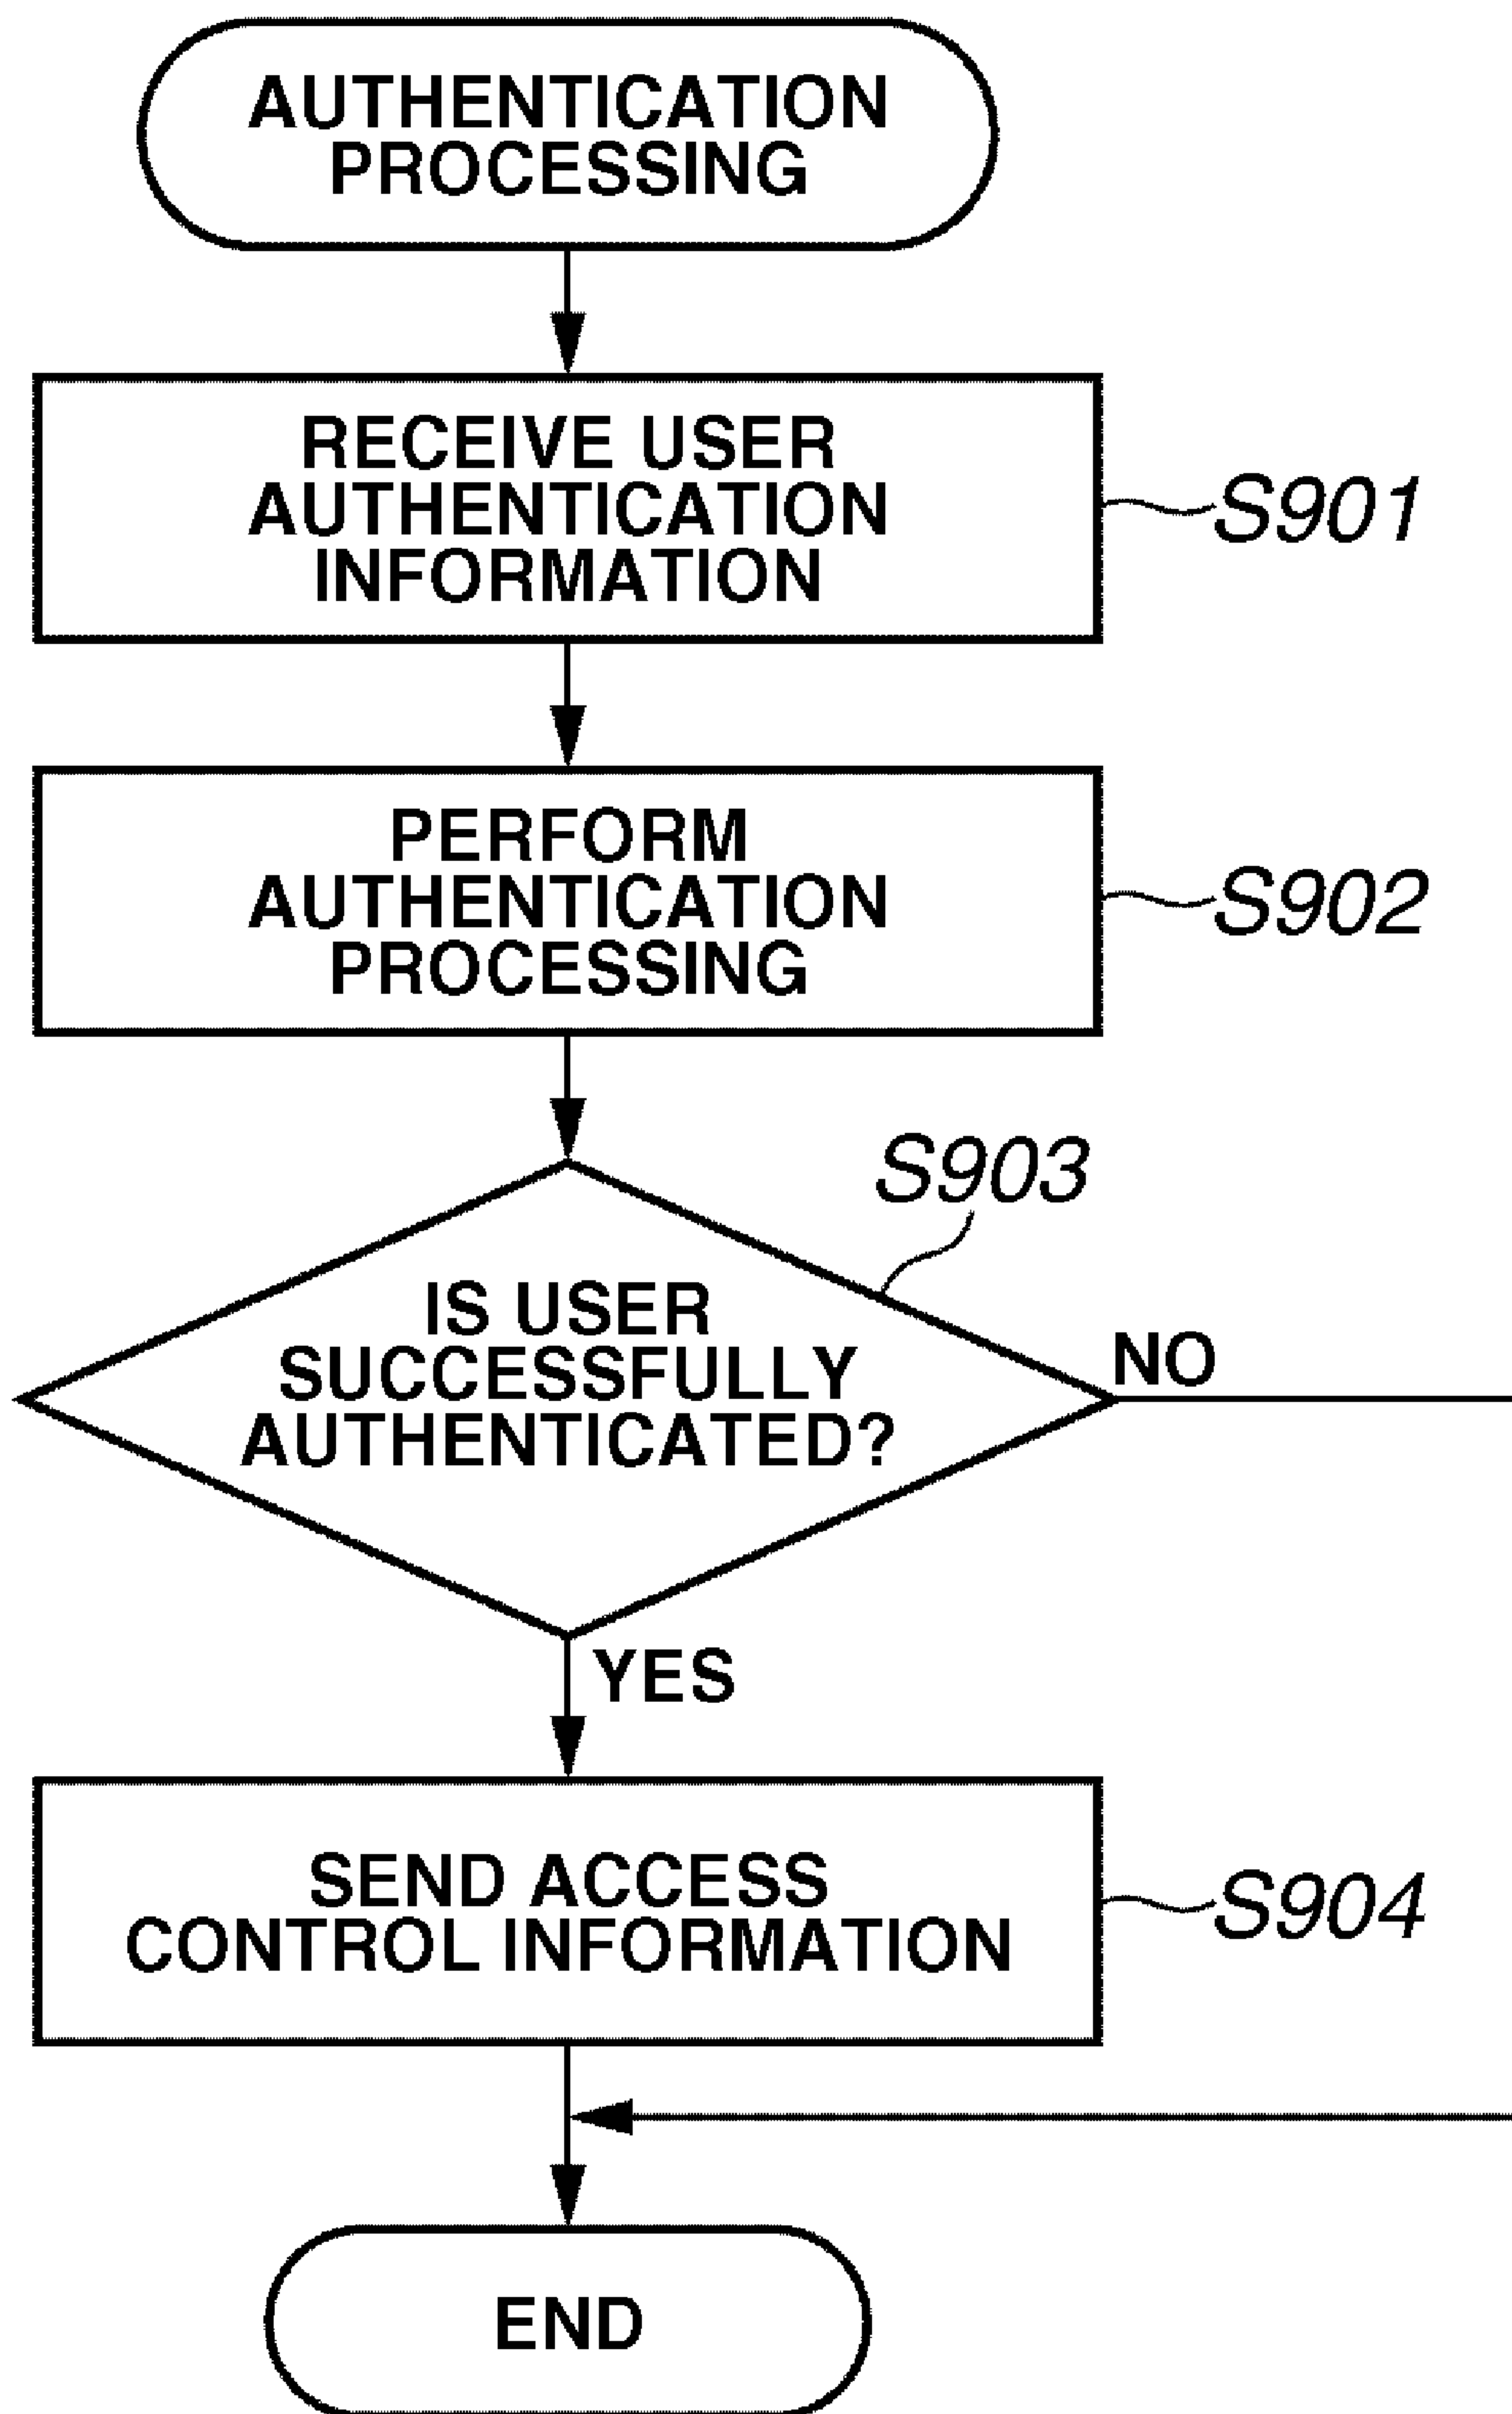 AUTHENTICATION
PROCESSING
RECEIVE USER
AUTHENTICATION
INFORMATION
S901
PERFORM
AUTHENTICATION
PROCESSING
S902
S903
IS USER
SUCCESSFULLY
AUTHENTICATED?
NO
YES
SEND ACCESS
CONTROL INFORMATION
S904
END